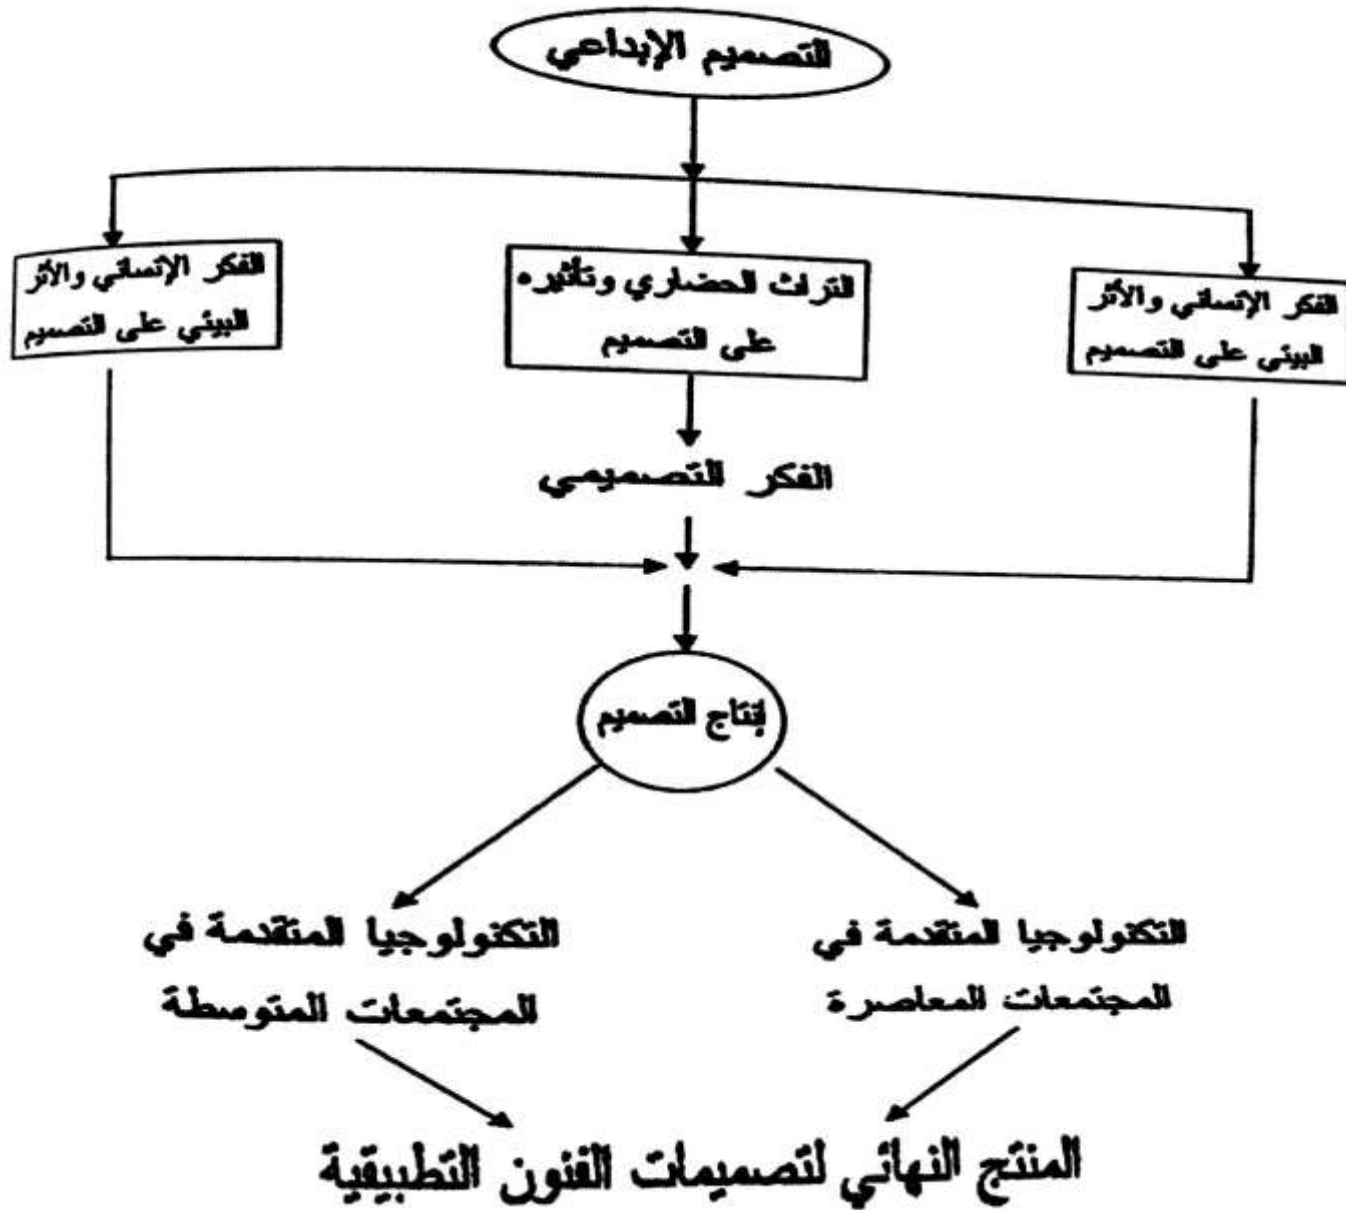 التصميم الإبداعي
الفكر الإنساني والأثر
البيئي على التصميم
التراث الحضاري وتأثيره
على التصميم
الفكر الإنساني والأثر
البيئي على التصميم
الفكر التصميمي
إنتاج التصميم
التكنولوجيا المتقدمة في
المجتمعات المعاصرة
التكنولوجيا المتقدمة في
المجتمعات المتوسطة
المنتج النهائي لتصميمات الفنون التطبيقية